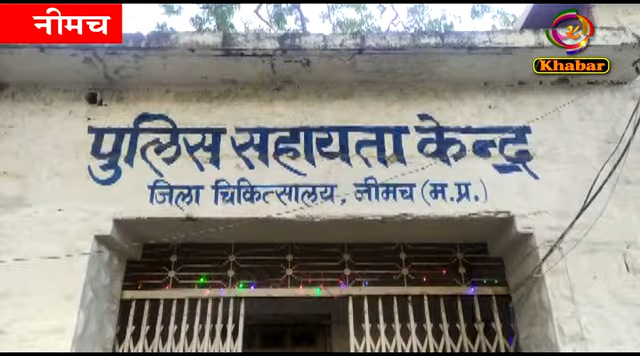 नीमच
Khabar
पुलिस सहायता केन्द्र
जिला चिकित्सालय, नीमच (म.प्र.)